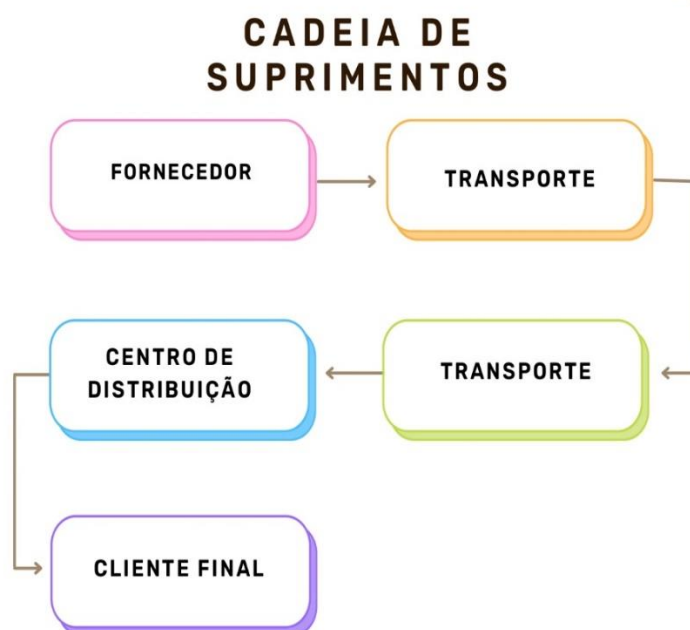 CADEIA DE
SUPRIMENTOS
FORNECEDOR
TRANSPORTE
TRANSPORTE
CENTRO DE
DISTRIBUIÇÃO
CLIENTE FINAL